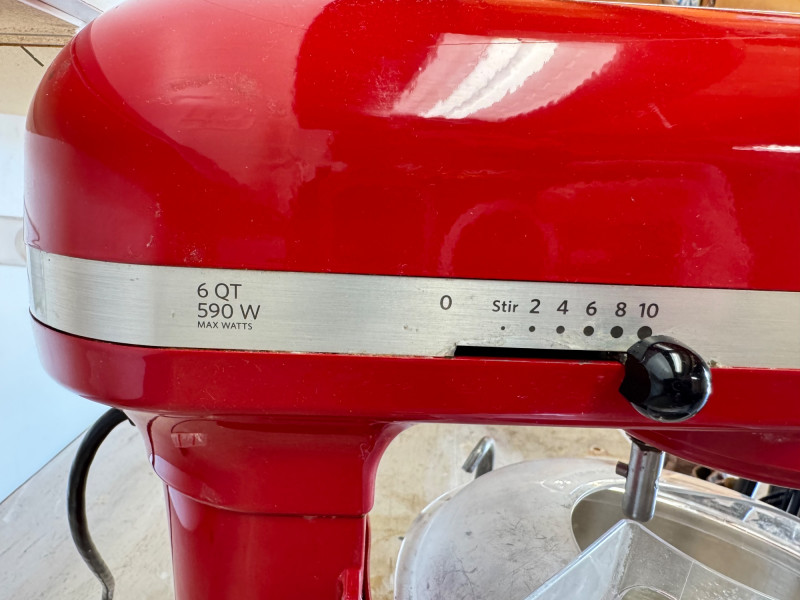 6 QT
590 W
MAX WATTS
0 Stir 2 4 6 8 10